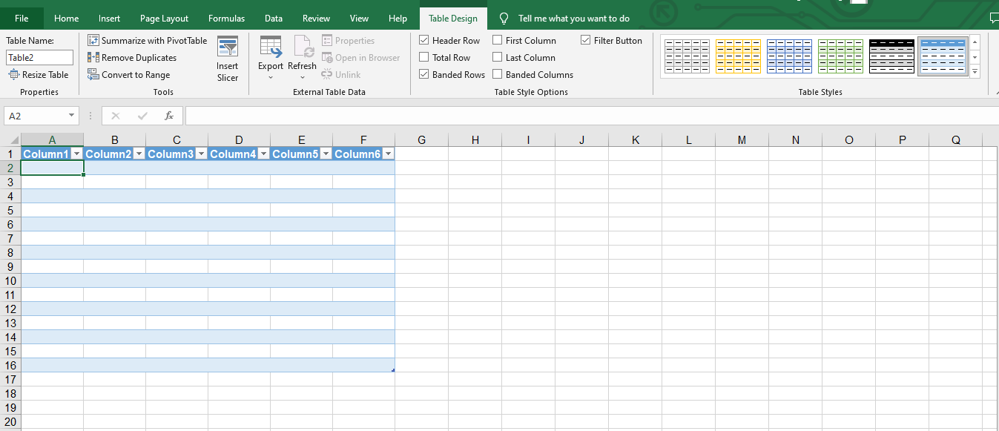 File Home Insert Page Layout Formulas Data Review View Help Table Design Tell me what you want to do
Table Name:
Table2
Resize Table
Properties
Summarize with PivotTable
Remove Duplicates
Convert to Range
Insert
Slicer
Tools
Export
Refresh
Properties
Open in Browser
Unlink
External Table Data
Header Row First Column Filter Button
Total Row Last Column
Banded Rows Banded Columns
Table Style Options
Table Styles
A2 fx
A B C D E F G H I J K L M N O P Q
1 Column1 Column2 Column3 Column4 Column5 Column6
2
3
4
5
6
7
8
9
10
11
12
13
14
15
16
17
18
19
20